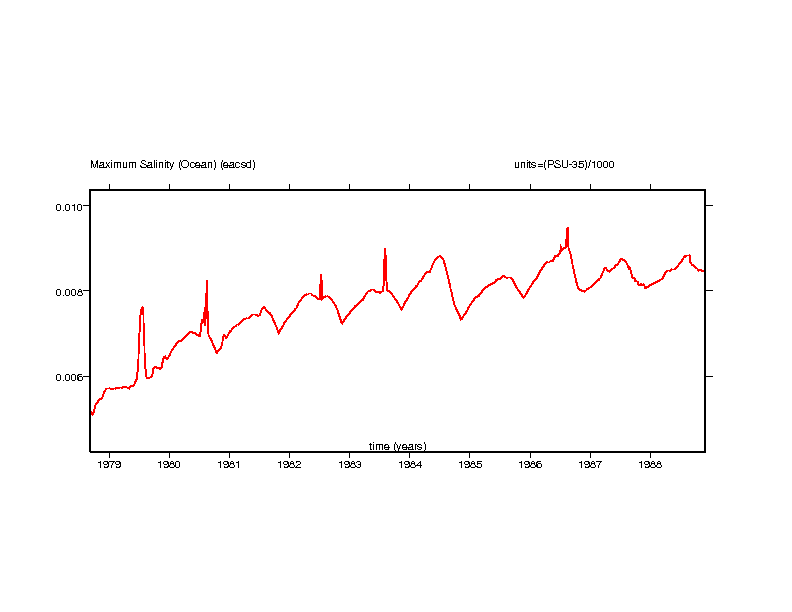 Maximum Salinity (Ocean) (eacsd) units=(PSU-35)/1000
0.010
0.008
0.006
time (years)
1979 1980 1981 1982 1983 1984 1985 1986 1987 1988